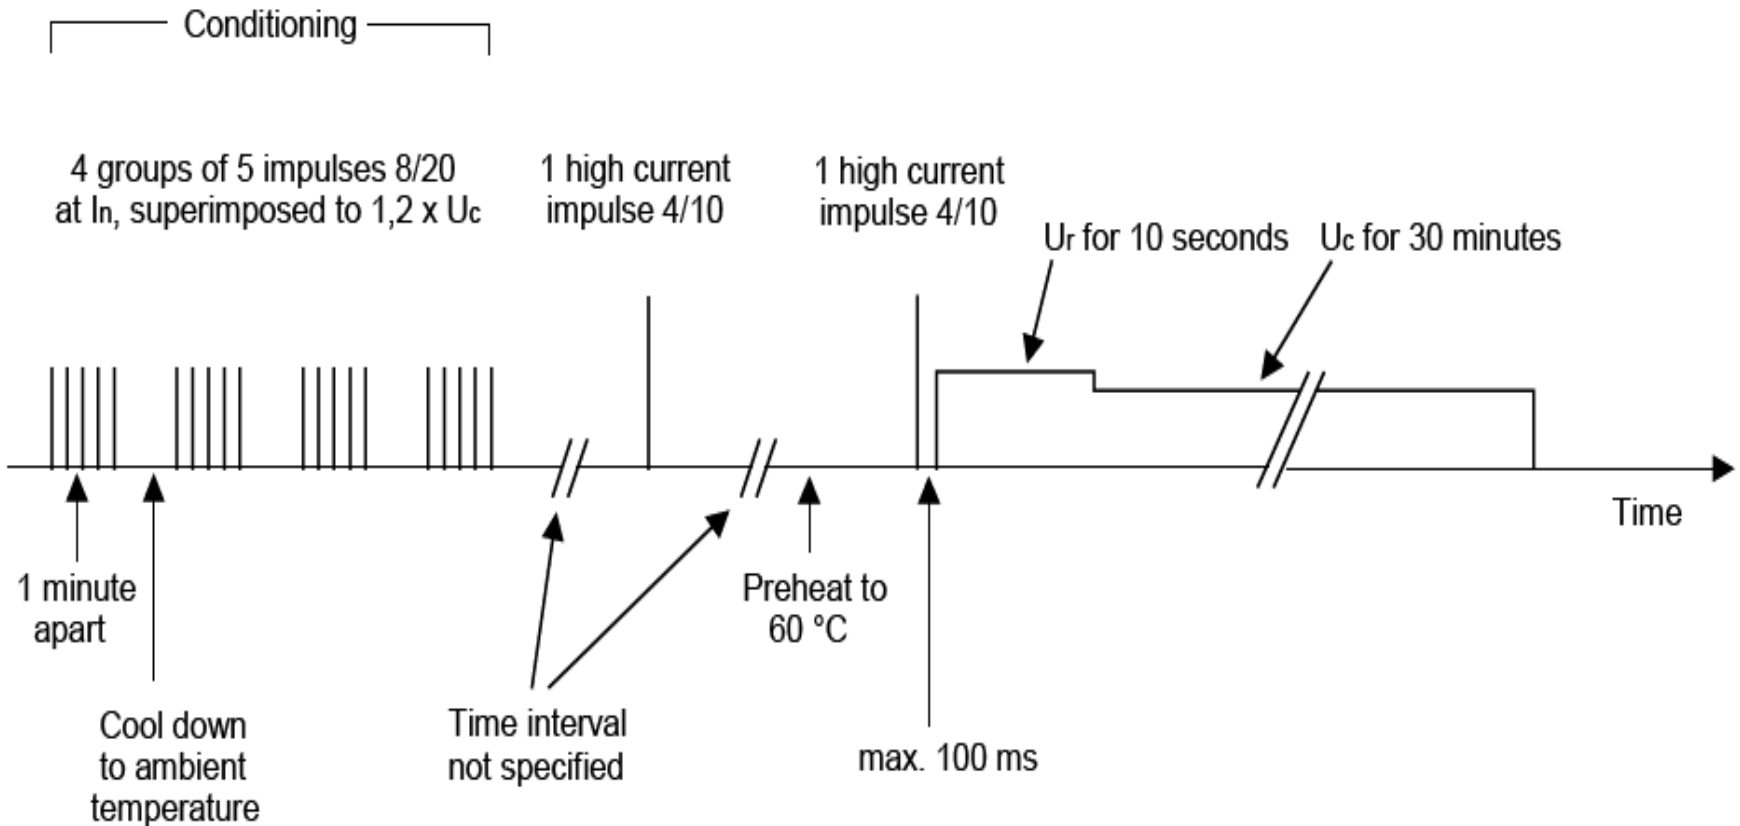 Conditioning
4 groups of 5 impulses 8/20
at In, superimposed to 1,2 x Uc
1 high current
impulse 4/10
1 high current
impulse 4/10
Ur for 10 seconds
Uc for 30 minutes
Time
1 minute
apart
Cool down
to ambient
temperature
Time interval
not specified
Preheat to
60 °C
max. 100 ms